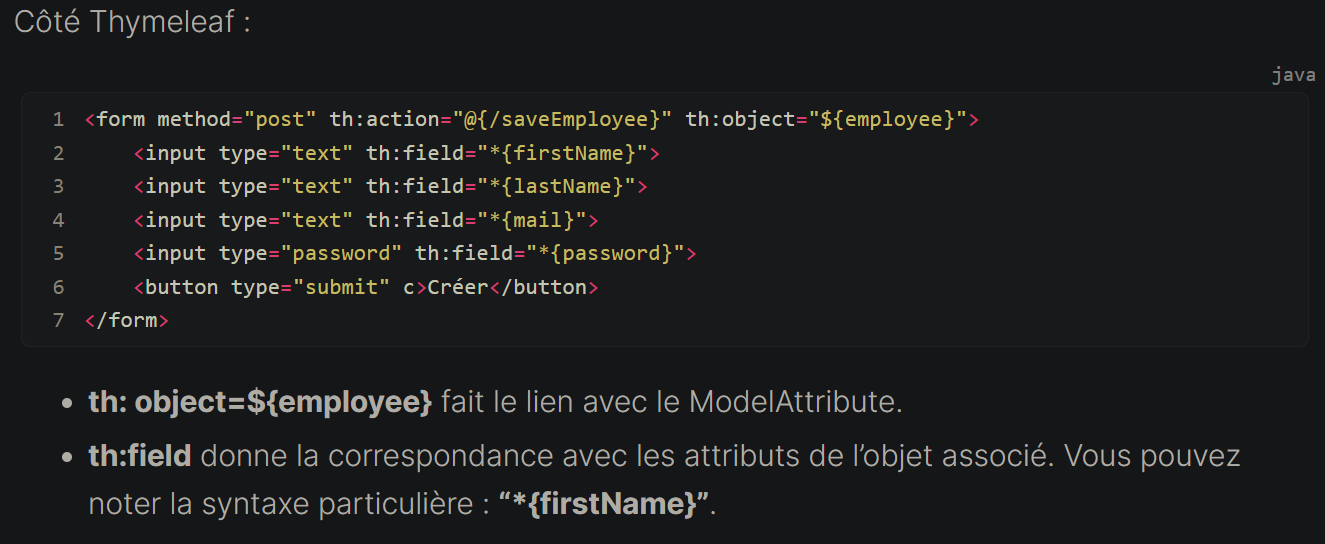 Côté Thymeleaf :
java
1 <form method="post" th:action="@{/saveEmployee}" th:object="${employee}">
2 <input type="text" th:field="*{firstName}">
3 <input type="text" th:field="*{lastName}">
4 <input type="text" th:field="*{mail}">
5 <input type="password" th:field="*{password}">
6 <button type="submit" c>Créer</button>
7 </form>
• th: object=${employee} fait le lien avec le ModelAttribute.
• th:field donne la correspondance avec les attributs de l’objet associé. Vous pouvez
noter la syntaxe particulière : “*{firstName}”.